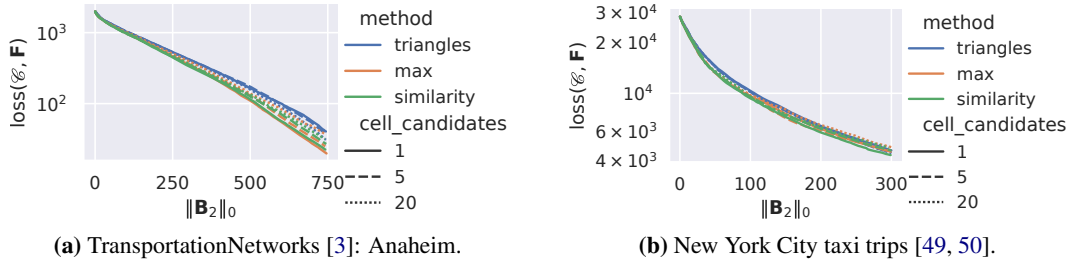 loss(𝒞, F)
10³
10²
0 250 500 750
‖B₂‖₀
method
triangles
max
similarity
cell_candidates
1
5
20
(a) TransportationNetworks [3]: Anaheim.
loss(𝒞, F)
3 × 10⁴
2 × 10⁴
10⁴
6 × 10³
4 × 10³
0 100 200 300
‖B₂‖₀
method
triangles
max
similarity
cell_candidates
1
5
20
(b) New York City taxi trips [49, 50].